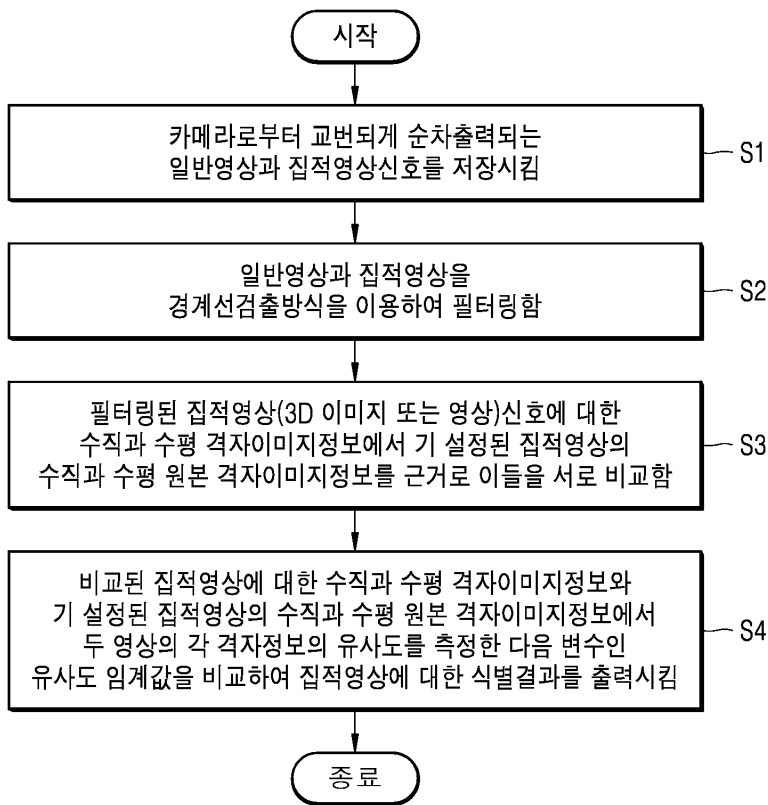 시작
카메라로부터 교번되게 순차출력되는
일반영상과 집적영상신호를 저장시킴
S1
일반영상과 집적영상을
경계선검출방식을 이용하여 필터링함
S2
필터링된 집적영상(3D 이미지 또는 영상)신호에 대한
수직과 수평 격자이미지정보에서 기 설정된 집적영상의
수직과 수평 원본 격자이미지정보를 근거로 이들을 서로 비교함
S3
비교된 집적영상에 대한 수직과 수평 격자이미지정보와
기 설정된 집적영상의 수직과 수평 원본 격자이미지정보에서
두 영상의 각 격자정보의 유사도를 측정한 다음 변수인
유사도 임계값을 비교하여 집적영상에 대한 식별결과를 출력시킴
S4
종료